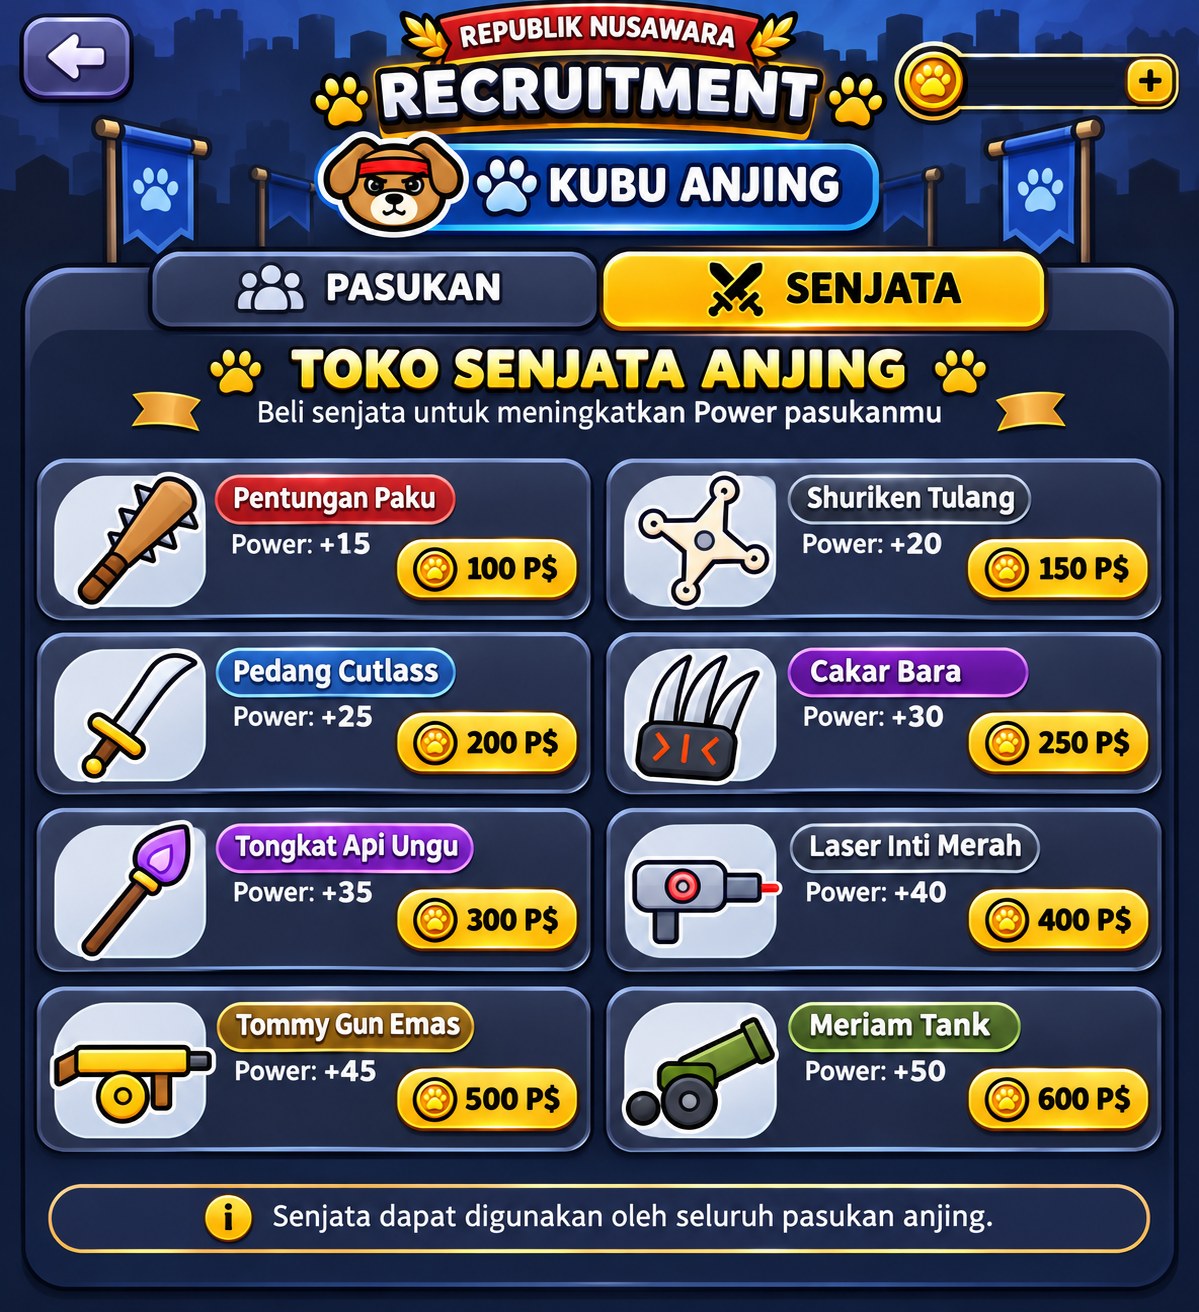 REPUBLIK NUSAWARA
RECRUITMENT
+
KUBU ANJING
PASUKAN
SENJATA
TOKO SENJATA ANJING
Beli senjata untuk meningkatkan Power pasukanmu
Pentungan Paku
Power: +15
100 P$
Shuriken Tulang
Power: +20
150 P$
Pedang Cutlass
Power: +25
200 P$
Cakar Bara
Power: +30
250 P$
Tongkat Api Ungu
Power: +35
300 P$
Laser Inti Merah
Power: +40
400 P$
Tommy Gun Emas
Power: +45
500 P$
Meriam Tank
Power: +50
600 P$
i Senjata dapat digunakan oleh seluruh pasukan anjing.